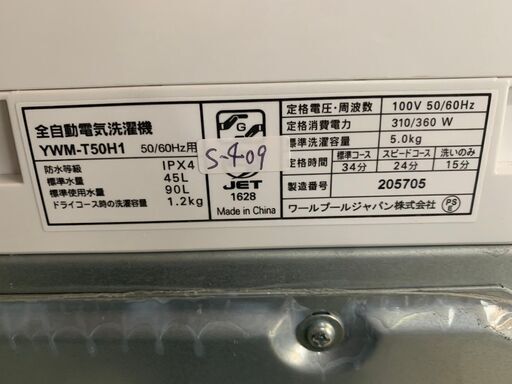 全自動電気洗濯機
YWM-T50H1 50/60Hz用
防水等級 IPX4
標準水量 45L
標準使用水量 90L
ドライコース時の洗濯容量 1.2kg
S-4-09
G
JET
1628
Made in China
定格電圧・周波数 100V 50/60Hz
定格消費電力 310/360 W
標準洗濯容量 5.0kg
定格時間 標準コース スピードコース 洗いのみ
34分 24分 15分
製造番号 205705
ワールプールジャパン株式会社 PSE